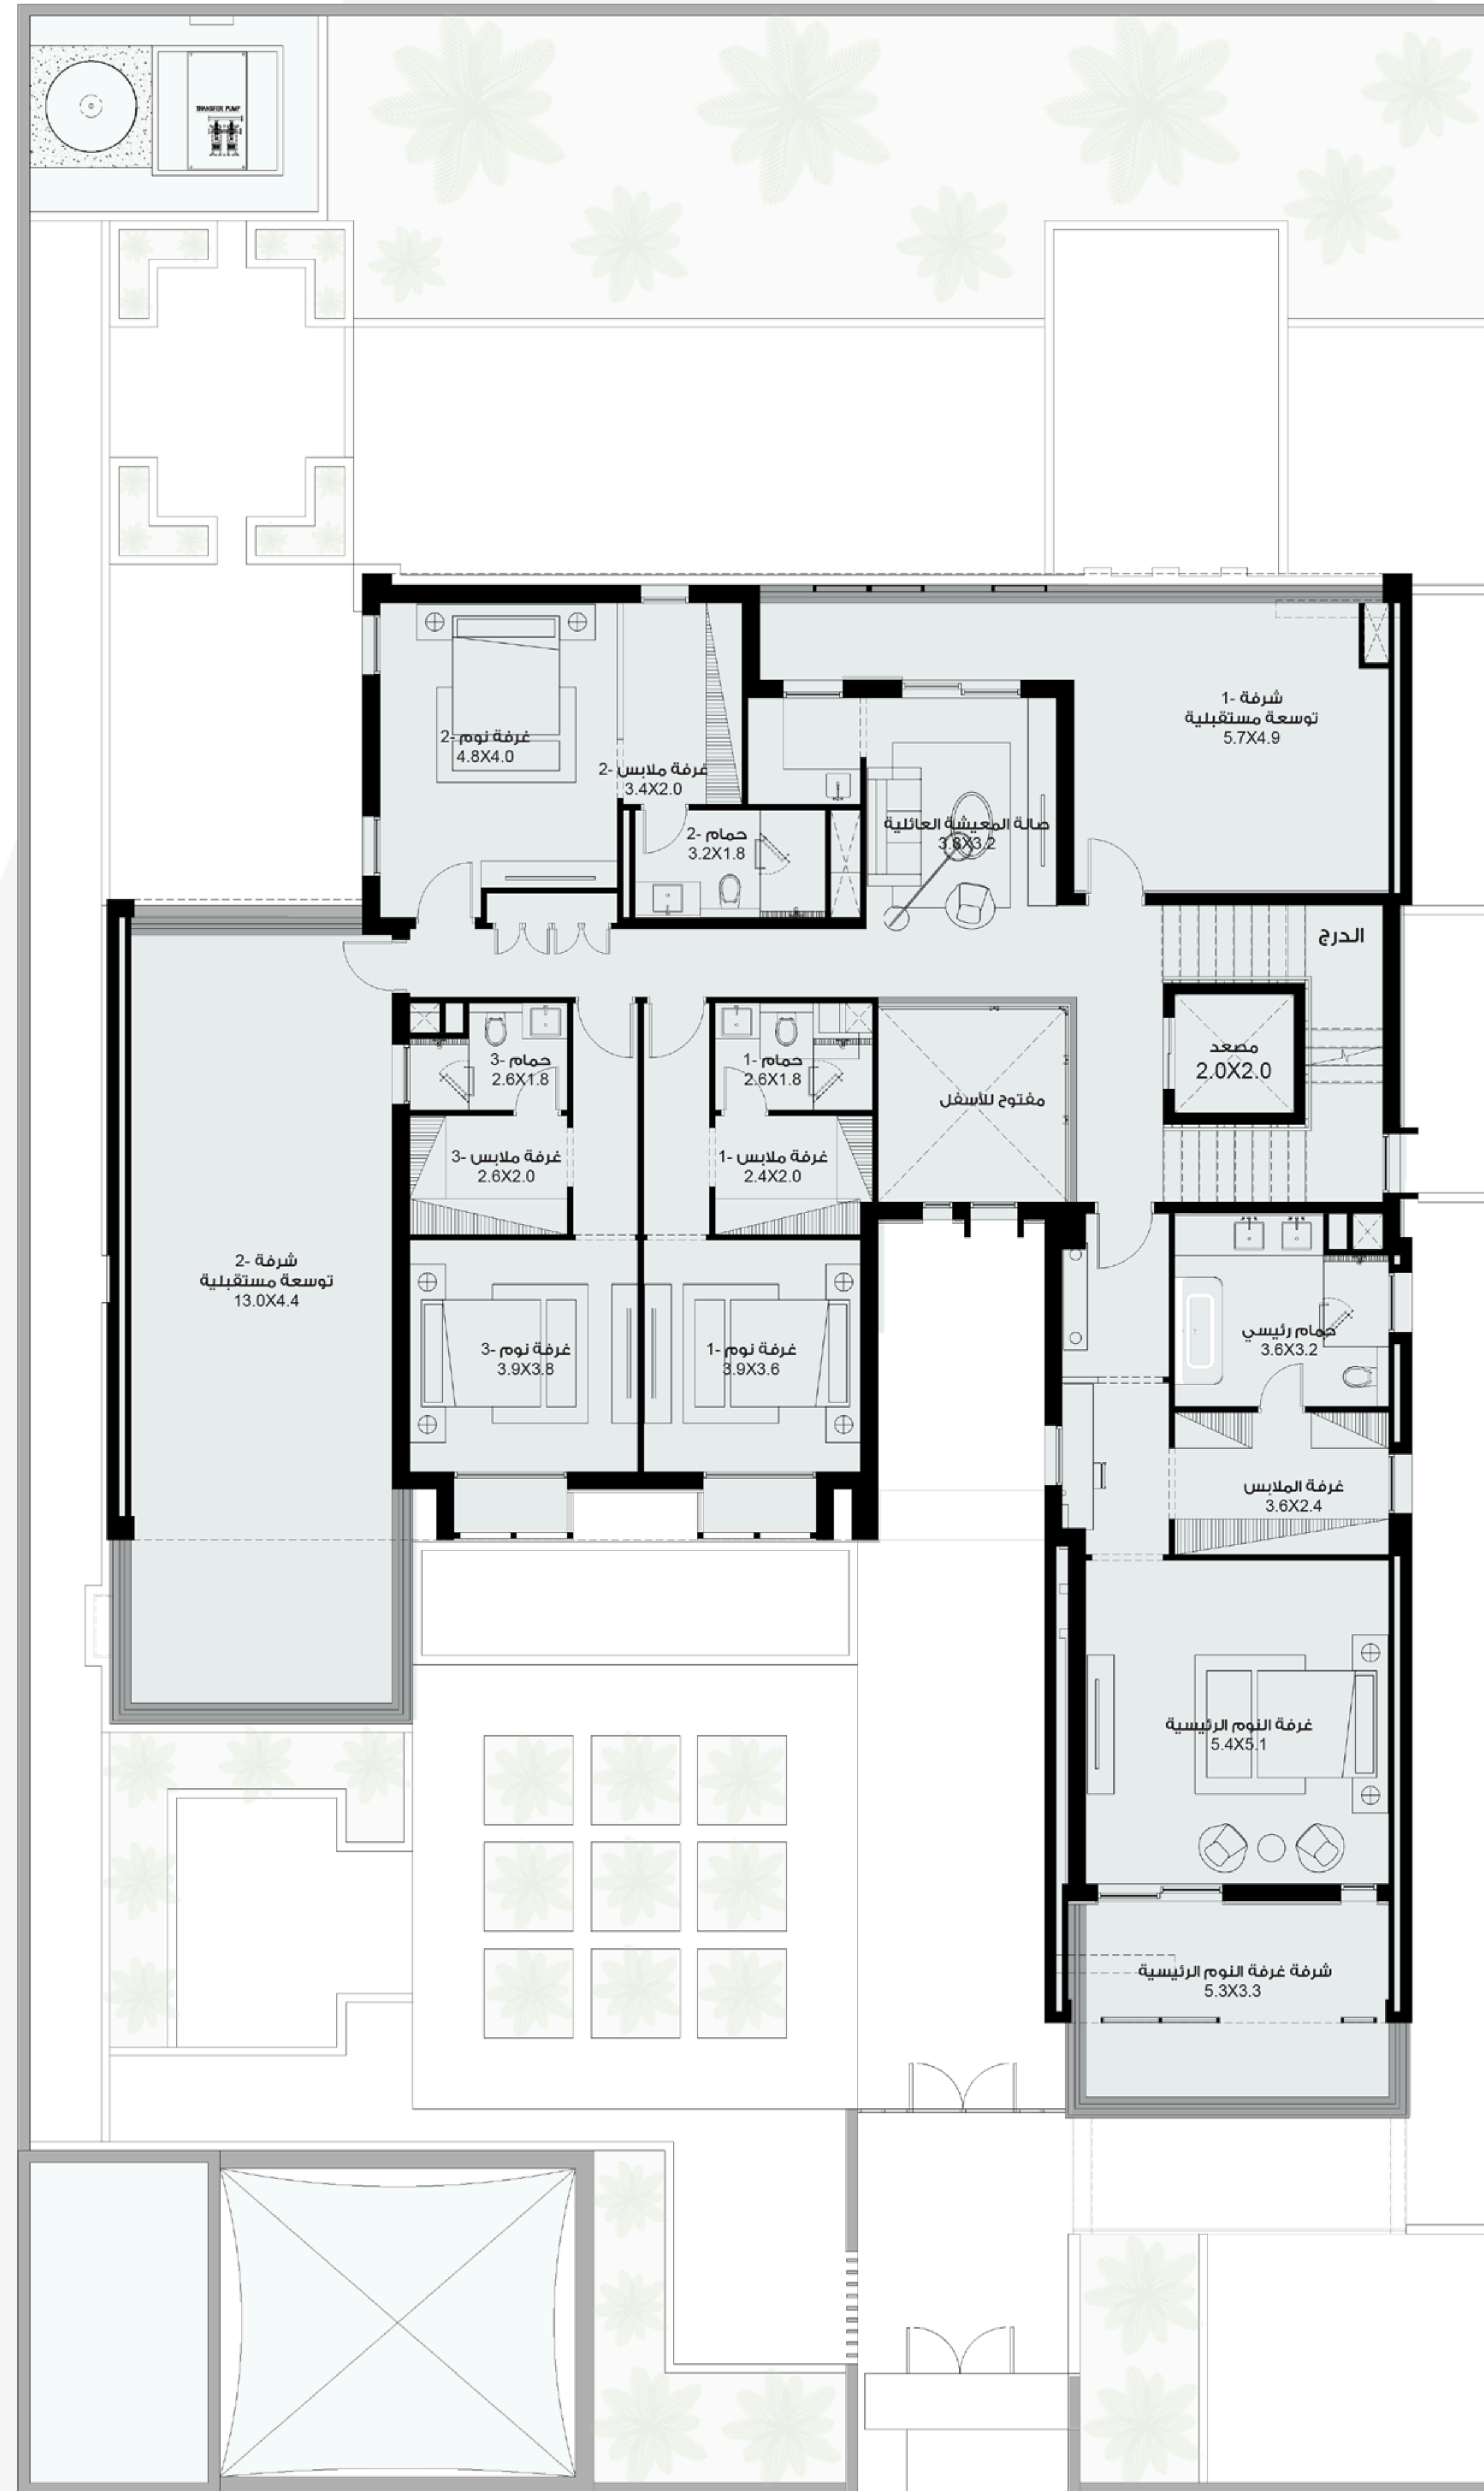 TRANSFER PUMP
شرفة -1
توسعة مستقبلية
5.7X4.9
غرفة نوم -2
4.8X4.0
غرفة ملابس -2
3.4X2.0
حمام -2
3.2X1.8
صالة المعيشة العائلية
3.8X3.2
الدرج
مصعد
2.0X2.0
حمام -3
2.6X1.8
حمام -1
2.6X1.8
مفتوح للأسفل
غرفة ملابس -3
2.6X2.0
غرفة ملابس -1
2.4X2.0
شرفة -2
توسعة مستقبلية
13.0X4.4
غرفة نوم -3
3.9X3.8
غرفة نوم -1
3.9X3.6
حمام رئيسي
3.6X3.2
غرفة الملابس
3.6X2.4
غرفة النوم الرئيسية
5.4X5.1
شرفة غرفة النوم الرئيسية
5.3X3.3